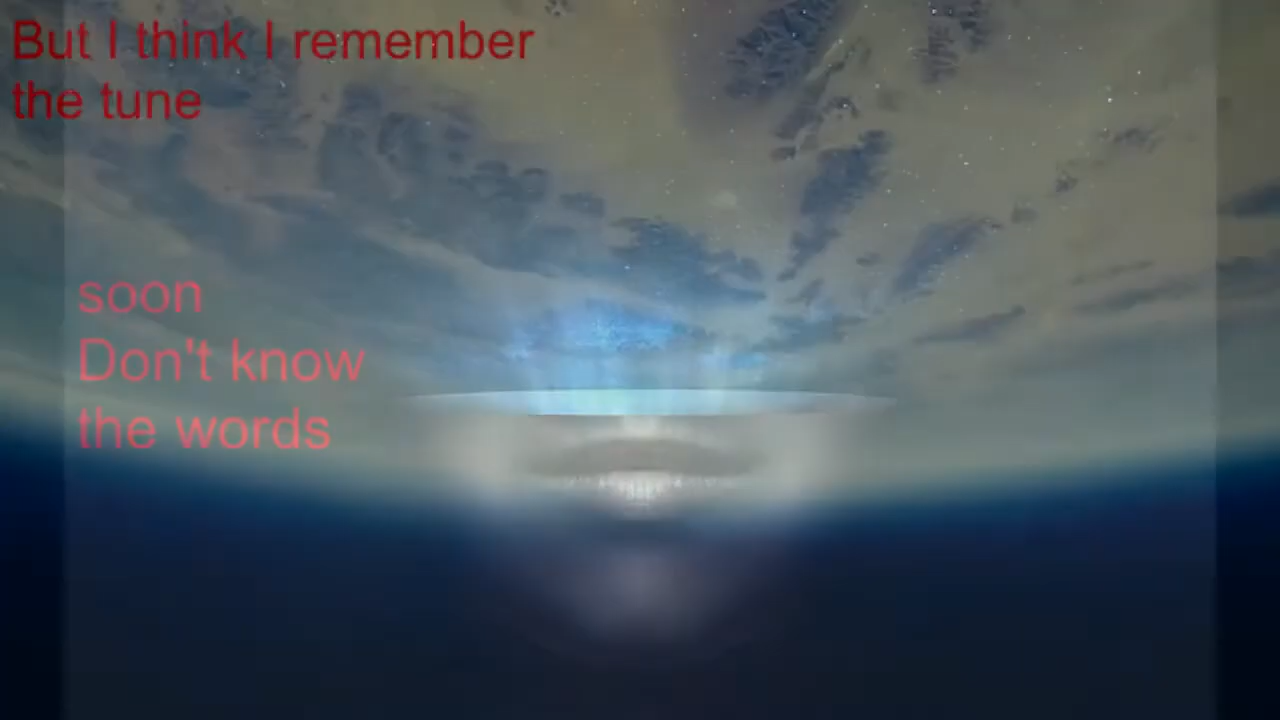 But I think I remember
the tune
soon
Don't know
the words